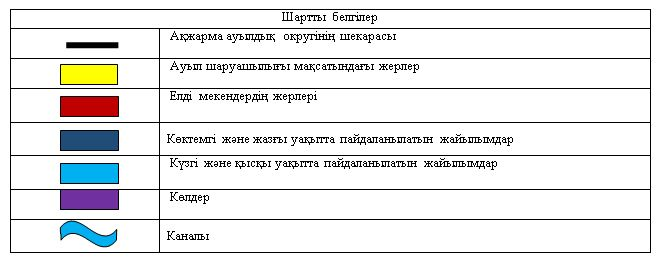 Шартты белгілер
Ақжарма ауылдық округінің шекарасы
Ауыл шаруашылығы мақсатындағы жерлер
Елді мекендердің жерлері
Көктемгі және жазғы уақытта пайдаланылатын жайылымдар
Күзгі және қысқы уақытта пайдаланылатын жайылымдар
Көлдер
Каналы